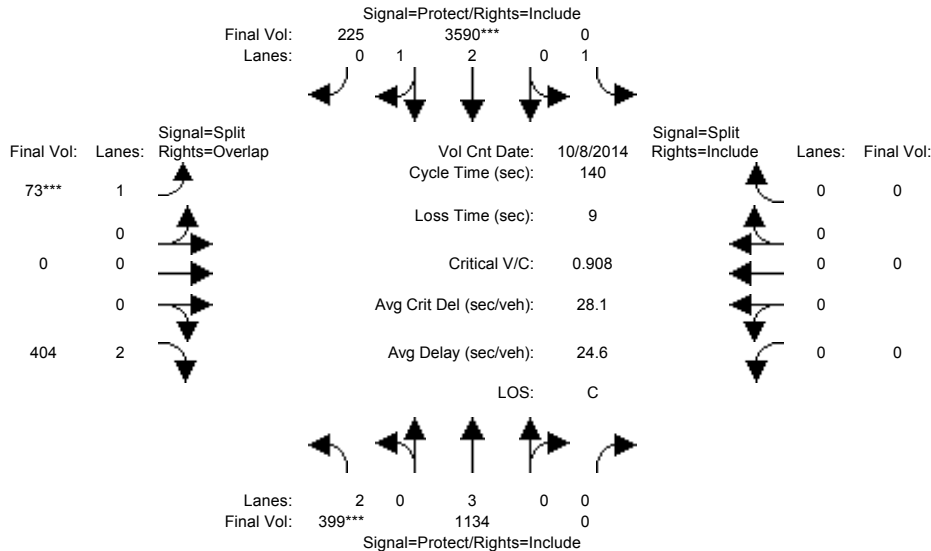 Signal=Protect/Rights=Include
Final Vol: 225 3590*** 0
Lanes: 0 1 2 0 1
Signal=Split Signal=Split
Final Vol: Lanes: Rights=Overlap Vol Cnt Date: 10/8/2014 Rights=Include Lanes: Final Vol:
Cycle Time (sec): 140
73*** 1 0 0
Loss Time (sec): 9
0 0
0 0 Critical V/C: 0.908 0 0
0 Avg Crit Del (sec/veh): 28.1 0
404 2 Avg Delay (sec/veh): 24.6 0 0
LOS: C
Lanes: 2 0 3 0 0
Final Vol: 399*** 1134 0
Signal=Protect/Rights=Include